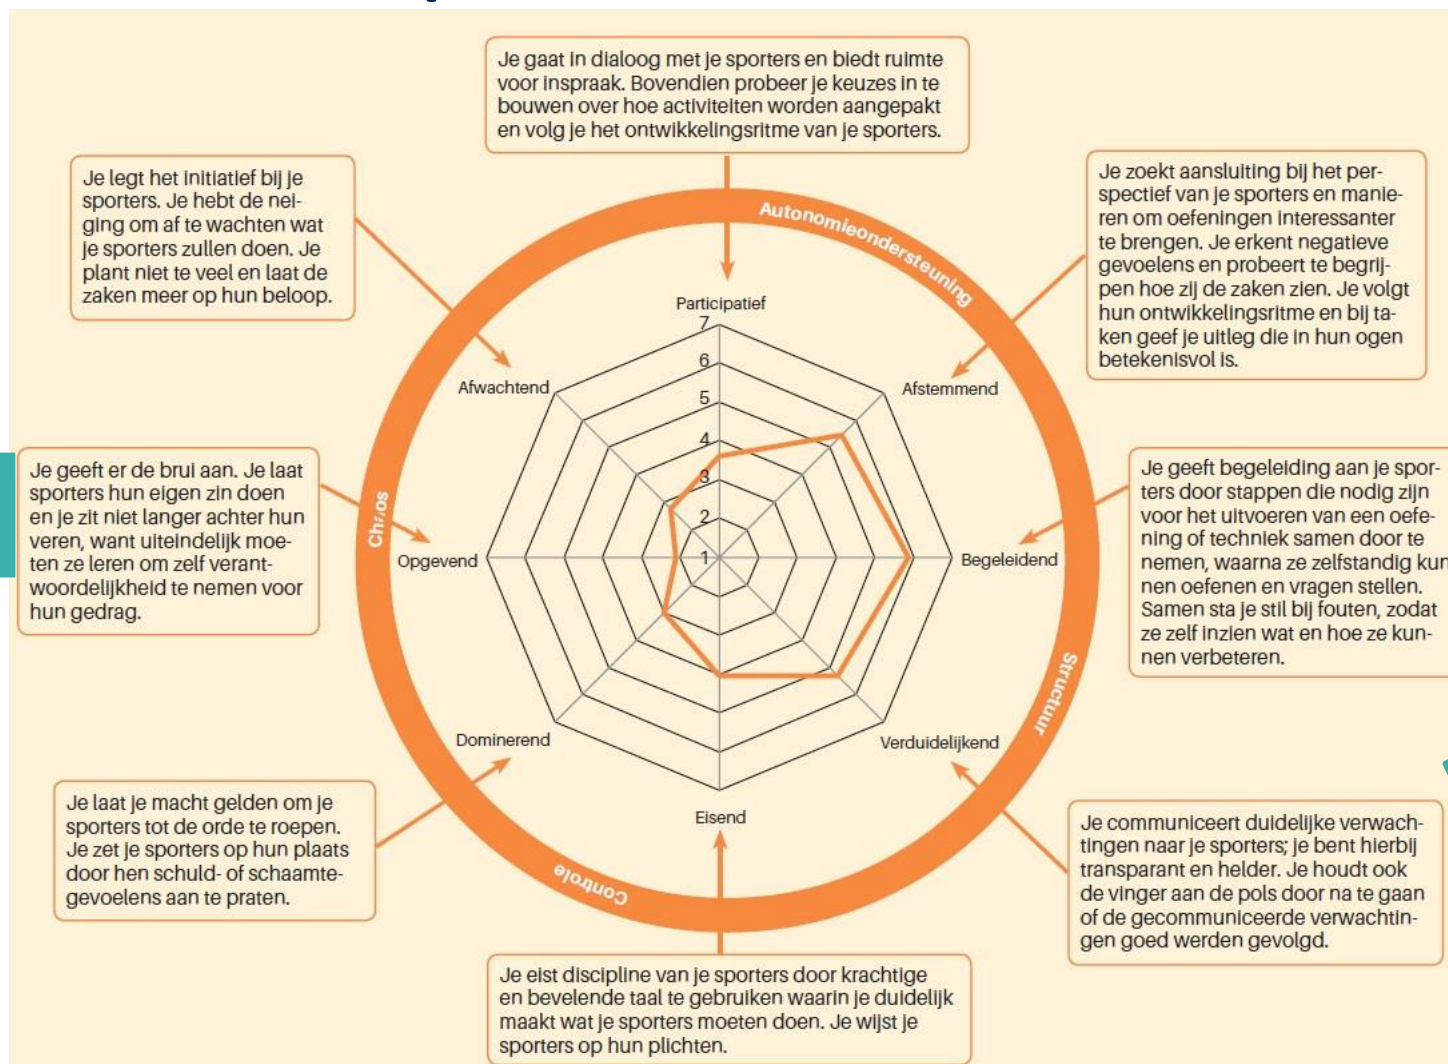 Je gaat in dialoog met je sporters en biedt ruimte
voor inspraak. Bovendien probeer je keuzes in te
bouwen over hoe activiteiten worden aangepakt
en volg je het ontwikkelingsritme van je sporters.
Je legt het initiatief bij je
sporters. Je hebt de nei-
ging om af te wachten wat
je sporters zullen doen. Je
plant niet te veel en laat de
zaken meer op hun beloop.
Je zoekt aansluiting bij het per-
spectief van je sporters en manie-
ren om oefeningen interessanter
te brengen. Je erkent negatieve
gevoelens en probeert te begrij-
pen hoe zij de zaken zien. Je volgt
hun ontwikkelingsritme en bij ta-
ken geef je uitleg die in hun ogen
betekenisvol is.
Autonomieondersteuning
Participatief
7
6
5
4
3
2
1
Afwachtend
Afstemmend
Je geeft er de brui aan. Je laat
sporters hun eigen zin doen
en je zit niet langer achter hun
veren, want uiteindelijk moe-
ten ze leren om zelf verant-
woordelijkheid te nemen voor
hun gedrag.
Chaos
Opgevend
Begeleidend
Je geeft begeleiding aan je spor-
ters door stappen die nodig zijn
voor het uitvoeren van een oefe-
ning of techniek samen door te
nemen, waarna ze zelfstandig kun
nen oefenen en vragen stellen.
Samen sta je stil bij fouten, zodat
ze zelf inzien wat en hoe ze kun-
nen verbeteren.
Structuur
Dominerend
Verduidelijkend
Eisend
Controle
Je laat je macht gelden om je
sporters tot de orde te roepen.
Je zet je sporters op hun plaats
door hen schuld- of schaamte-
gevoelens aan te praten.
Je communiceert duidelijke verwach-
tingen naar je sporters; je bent hierbij
transparant en helder. Je houdt ook
de vinger aan de pols door na te gaan
of de gecommuniceerde verwachtin-
gen goed werden gevolgd.
Je eist discipline van je sporters door krachtige
en bevelende taal te gebruiken waarin je duidelijk
maakt wat je sporters moeten doen. Je wijst je
sporters op hun plichten.